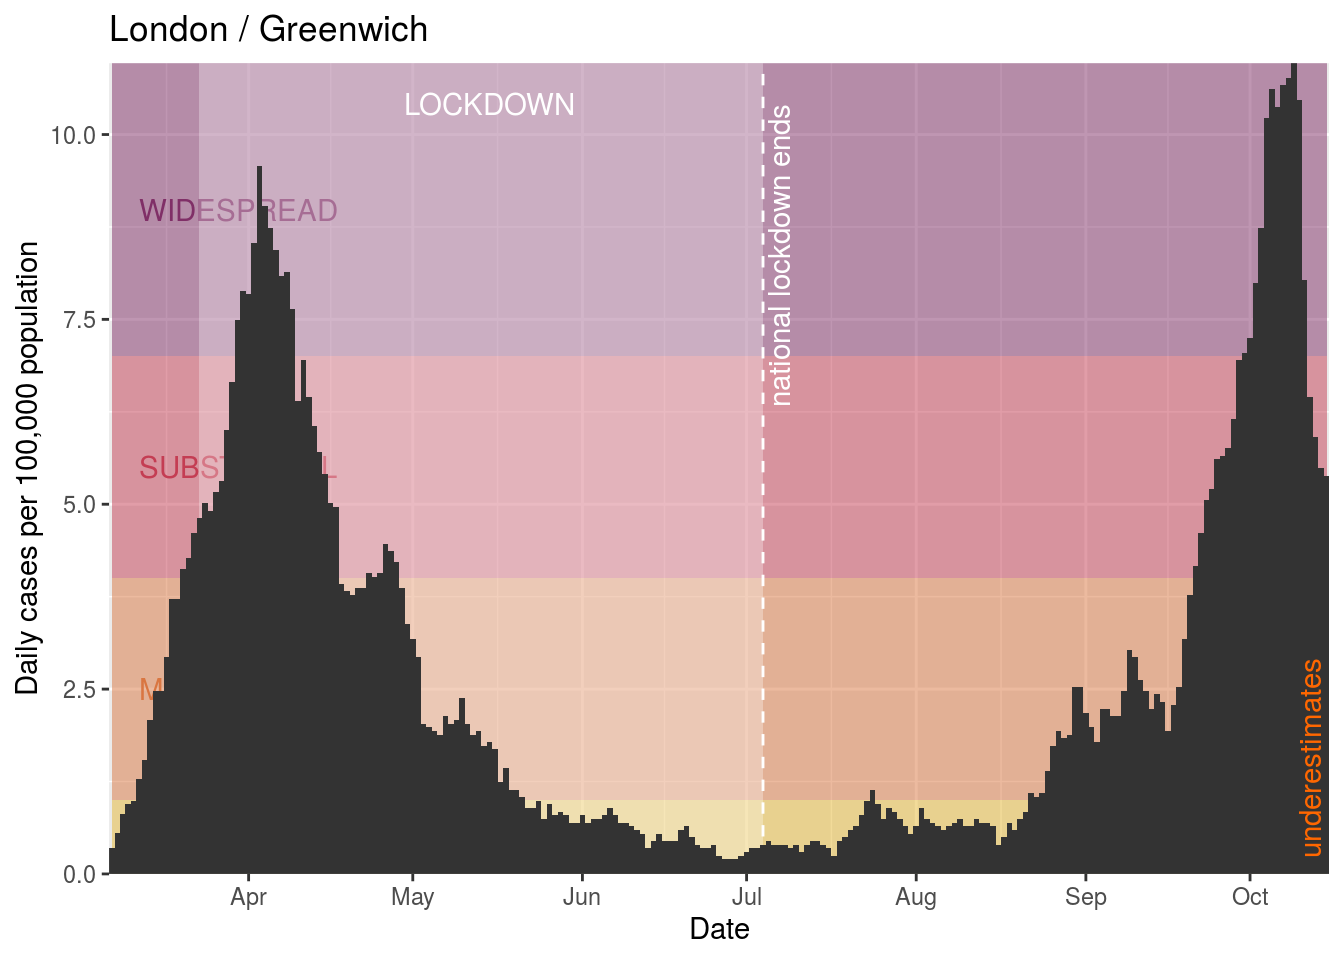 London / Greenwich
LOCKDOWN
WIDESPREAD
national lockdown ends
underestimates
Daily cases per 100,000 population
10.0
7.5
5.0
2.5
0.0
Apr
May
Jun
Jul
Aug
Sep
Oct
Date